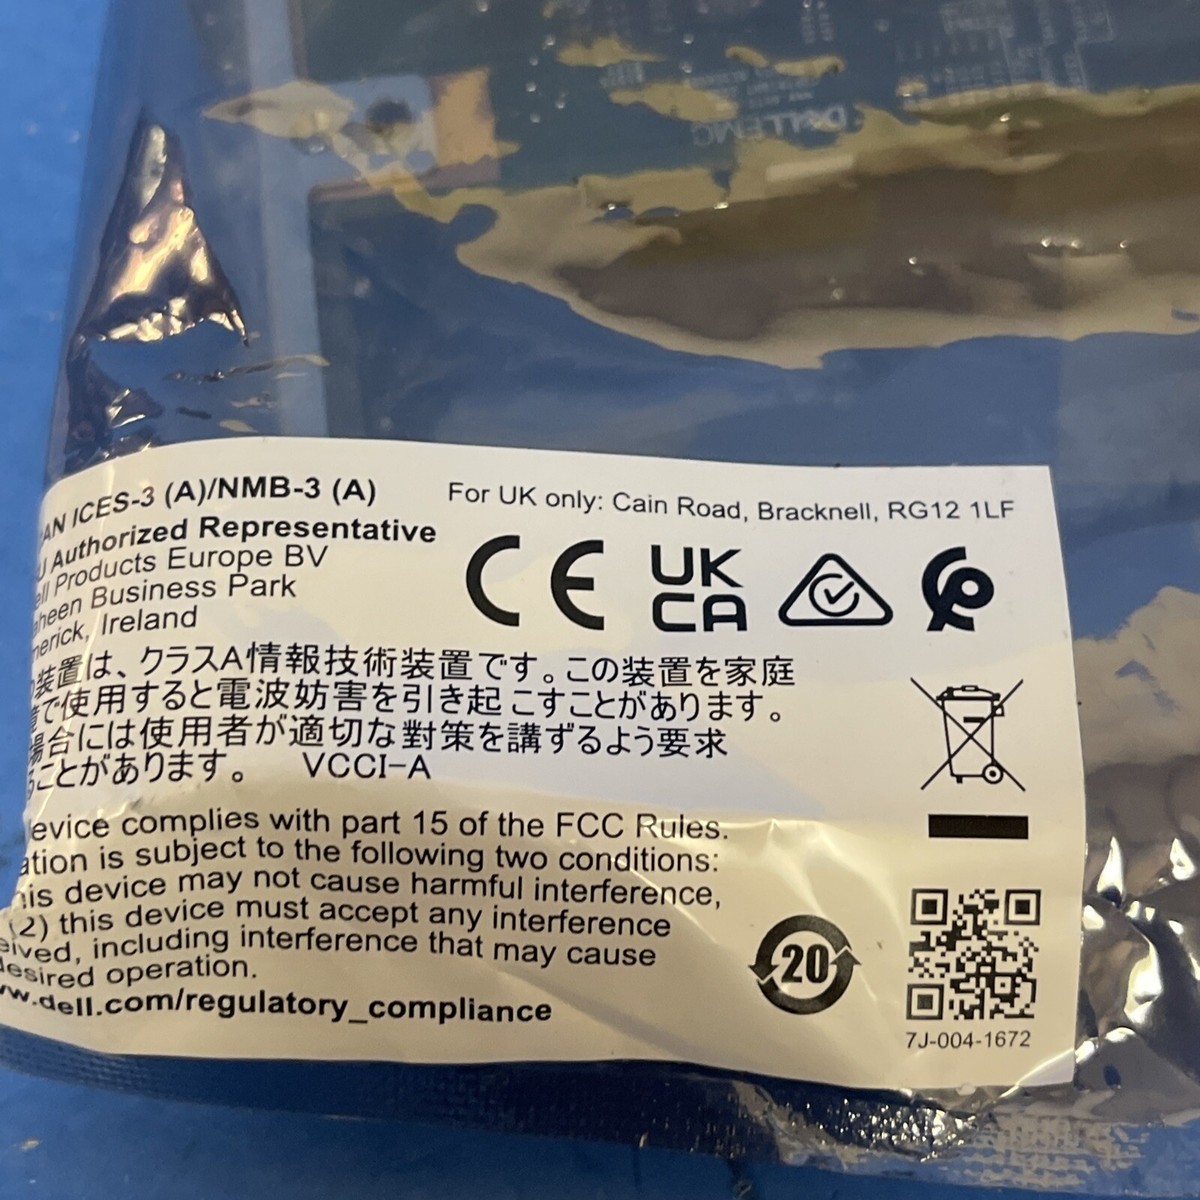 DELLEMC
ICES-3 (A)/NMB-3 (A)
For UK only: Cain Road, Bracknell, RG12 1LF
Authorized Representative
Products Europe BV
Business Park
Ireland
CE
UK
CA
装置は、クラスA情報技術装置です。この装置を家庭
で使用すると電波妨害を引き起こすことがあります。
場合には使用者が適切な對策を講ずるよう要求
ことがあります。 VCCI-A
evice complies with part 15 of the FCC Rules.
ation is subject to the following two conditions:
his device may not cause harmful interference,
(2) this device must accept any interference
eived, including interference that may cause
desired operation.
w.dell.com/regulatory_compliance
20
7J-004-1672